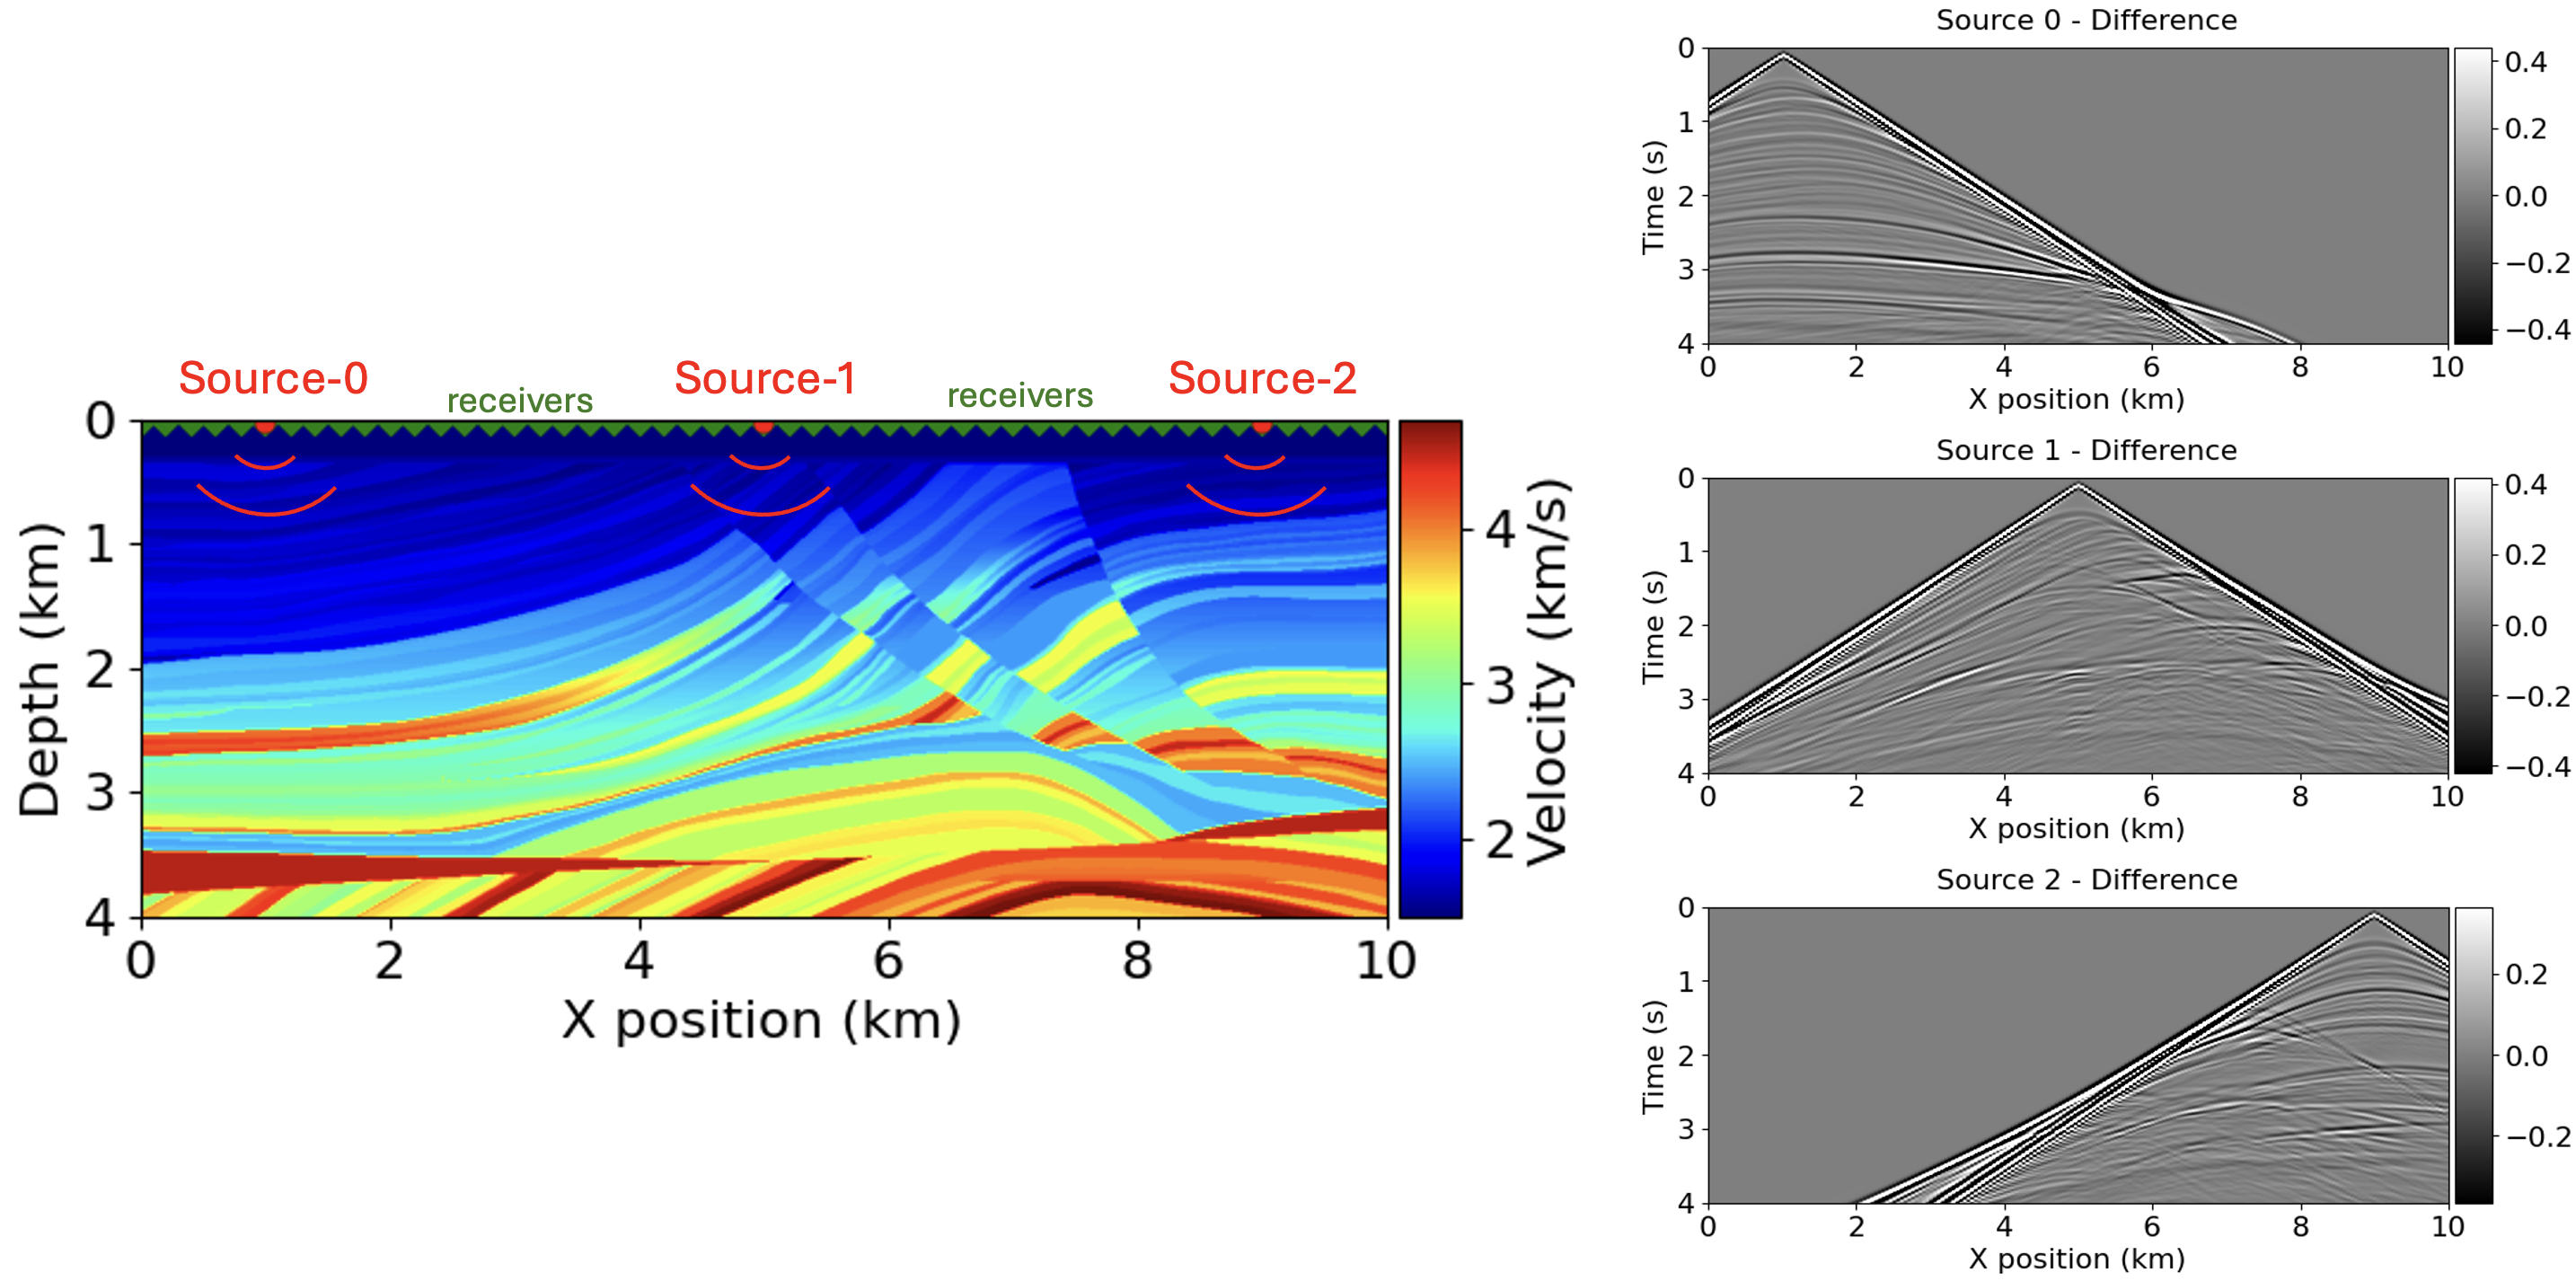 Source-0
receivers
Source-1
receivers
Source-2
0
1
2
3
4
Depth (km)
0 2 4 6 8 10
X position (km)
4
3
2
Velocity (km/s)
Source 0 - Difference
0
1
2
3
4
Time (s)
0 2 4 6 8 10
X position (km)
0.4
0.2
0.0
−0.2
−0.4
Source 1 - Difference
0
1
2
3
4
Time (s)
0 2 4 6 8 10
X position (km)
0.4
0.2
0.0
−0.2
−0.4
Source 2 - Difference
0
1
2
3
4
Time (s)
0 2 4 6 8 10
X position (km)
0.2
0.0
−0.2